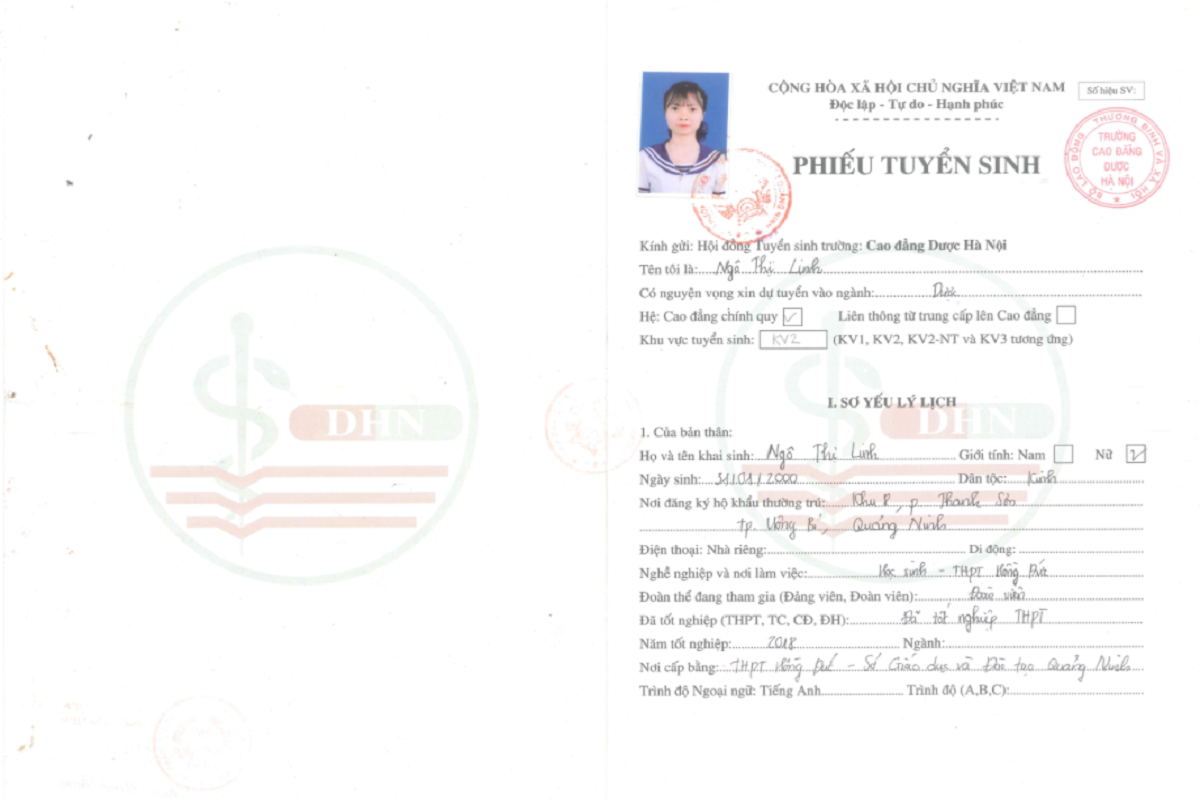 CỘNG HÒA XÃ HỘI CHỦ NGHĨA VIỆT NAM
Độc lập - Tự do - Hạnh phúc
Số hiệu SV:
BỘ LAO ĐỘNG THƯƠNG BINH VÀ XÃ HỘI
TRƯỜNG
CAO ĐẲNG
DƯỢC
HÀ NỘI
PHIẾU TUYỂN SINH
Kính gửi: Hội đồng Tuyển sinh trường: Cao đẳng Dược Hà Nội
Tên tôi là: Ngô Thị Linh
Có nguyện vọng xin dự tuyển vào ngành: Dược
Hệ: Cao đẳng chính quy Liên thông từ trung cấp lên Cao đẳng
Khu vực tuyển sinh: KV2 (KV1, KV2, KV2-NT và KV3 tương ứng)
DHN
DHN
I. SƠ YẾU LÝ LỊCH
1. Của bản thân:
Họ và tên khai sinh: Ngô Thị Linh Giới tính: Nam Nữ
Ngày sinh: 31/01/2000 Dân tộc: Kinh
Nơi đăng ký hộ khẩu thường trú: Khu 8, p. Thanh Sơn
tp. Uông Bí, Quảng Ninh
Điện thoại: Nhà riêng: Di động:
Nghề nghiệp và nơi làm việc: Học sinh - THPT Hồng Đức
Đoàn thể đang tham gia (Đảng viên, Đoàn viên): Đoàn viên
Đã tốt nghiệp (THPT, TC, CĐ, ĐH): Đã tốt nghiệp THPT
Năm tốt nghiệp: 2018 Ngành:
Nơi cấp bằng: THPT Hồng Đức - Sở Giáo dục và Đào tạo Quảng Ninh
Trình độ Ngoại ngữ: Tiếng Anh Trình độ (A,B,C):